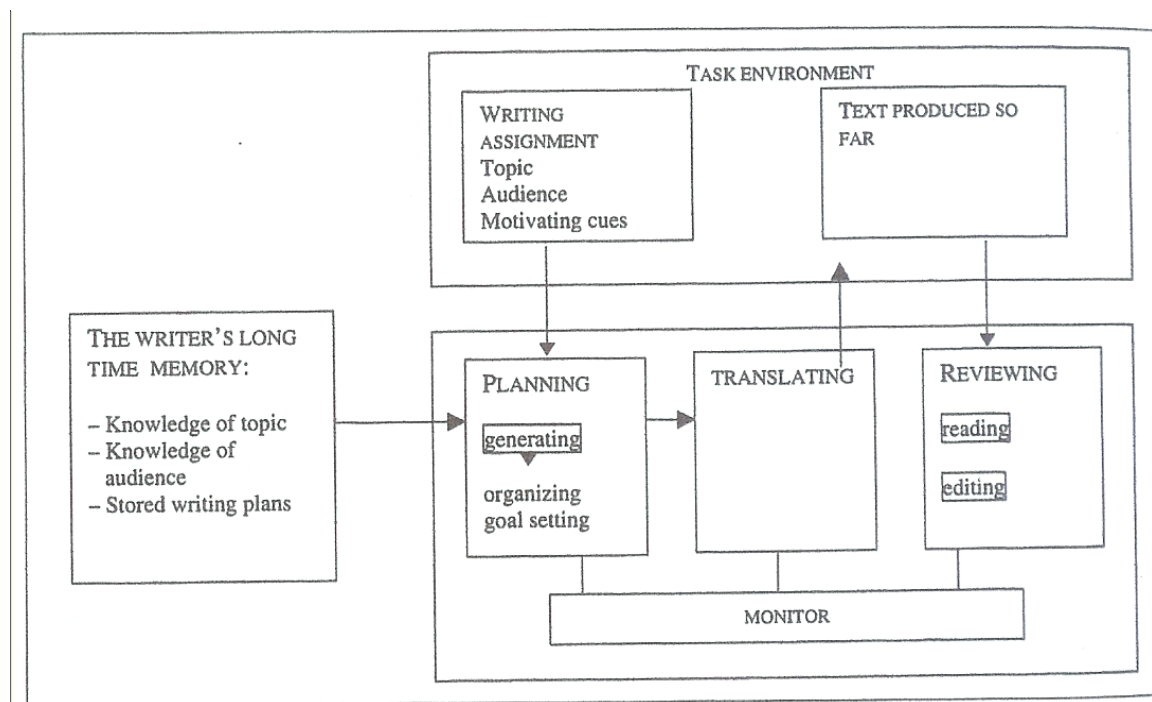 TASK ENVIRONMENT
WRITING
ASSIGNMENT
Topic
Audience
Motivating cues
TEXT PRODUCED SO
FAR
THE WRITER'S LONG
TIME MEMORY:
– Knowledge of topic
– Knowledge of
audience
– Stored writing plans
PLANNING
generating
organizing
goal setting
TRANSLATING
REVIEWING
reading
editing
MONITOR